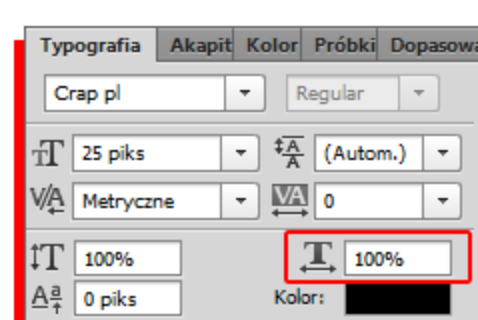 Typografia Akapit Kolor Próbki Dopasowa
Crap pl Regular
25 piks (Autom.)
Metryczne 0
100% 100%
0 piks Kolor: